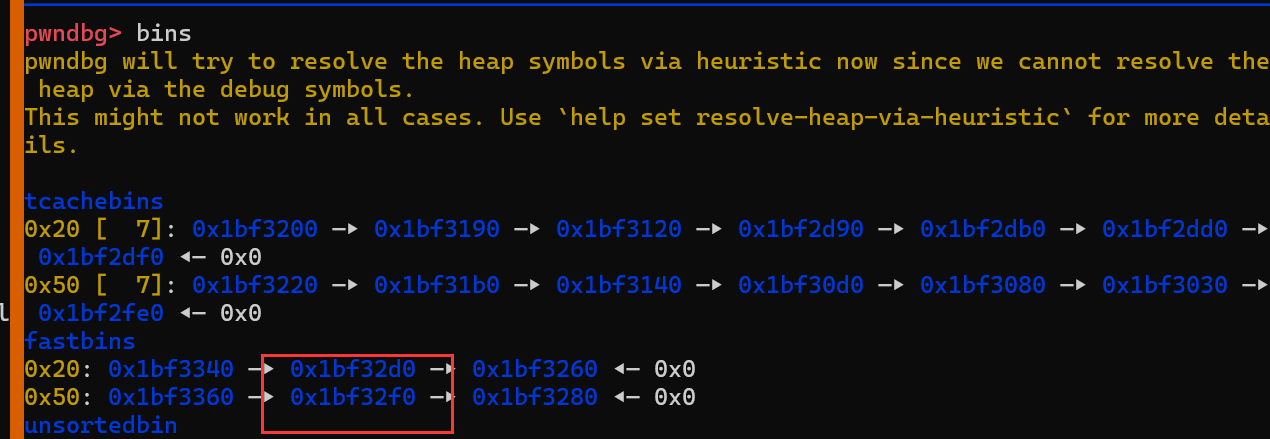 pwndbg> bins
pwndbg will try to resolve the heap symbols via heuristic now since we cannot resolve the
heap via the debug symbols.
This might not work in all cases. Use `help set resolve-heap-via-heuristic` for more deta
ils.
tcachebins
0x20 [  7]: 0x1bf3200 —▸ 0x1bf3190 —▸ 0x1bf3120 —▸ 0x1bf2d90 —▸ 0x1bf2db0 —▸ 0x1bf2dd0 —▸
0x1bf2df0 ◂— 0x0
0x50 [  7]: 0x1bf3220 —▸ 0x1bf31b0 —▸ 0x1bf3140 —▸ 0x1bf30d0 —▸ 0x1bf3080 —▸ 0x1bf3030 —▸
l 0x1bf2fe0 ◂— 0x0
fastbins
0x20: 0x1bf3340 —▸ 0x1bf32d0 —▸ 0x1bf3260 ◂— 0x0
0x50: 0x1bf3360 —▸ 0x1bf32f0 —▸ 0x1bf3280 ◂— 0x0
unsortedbin